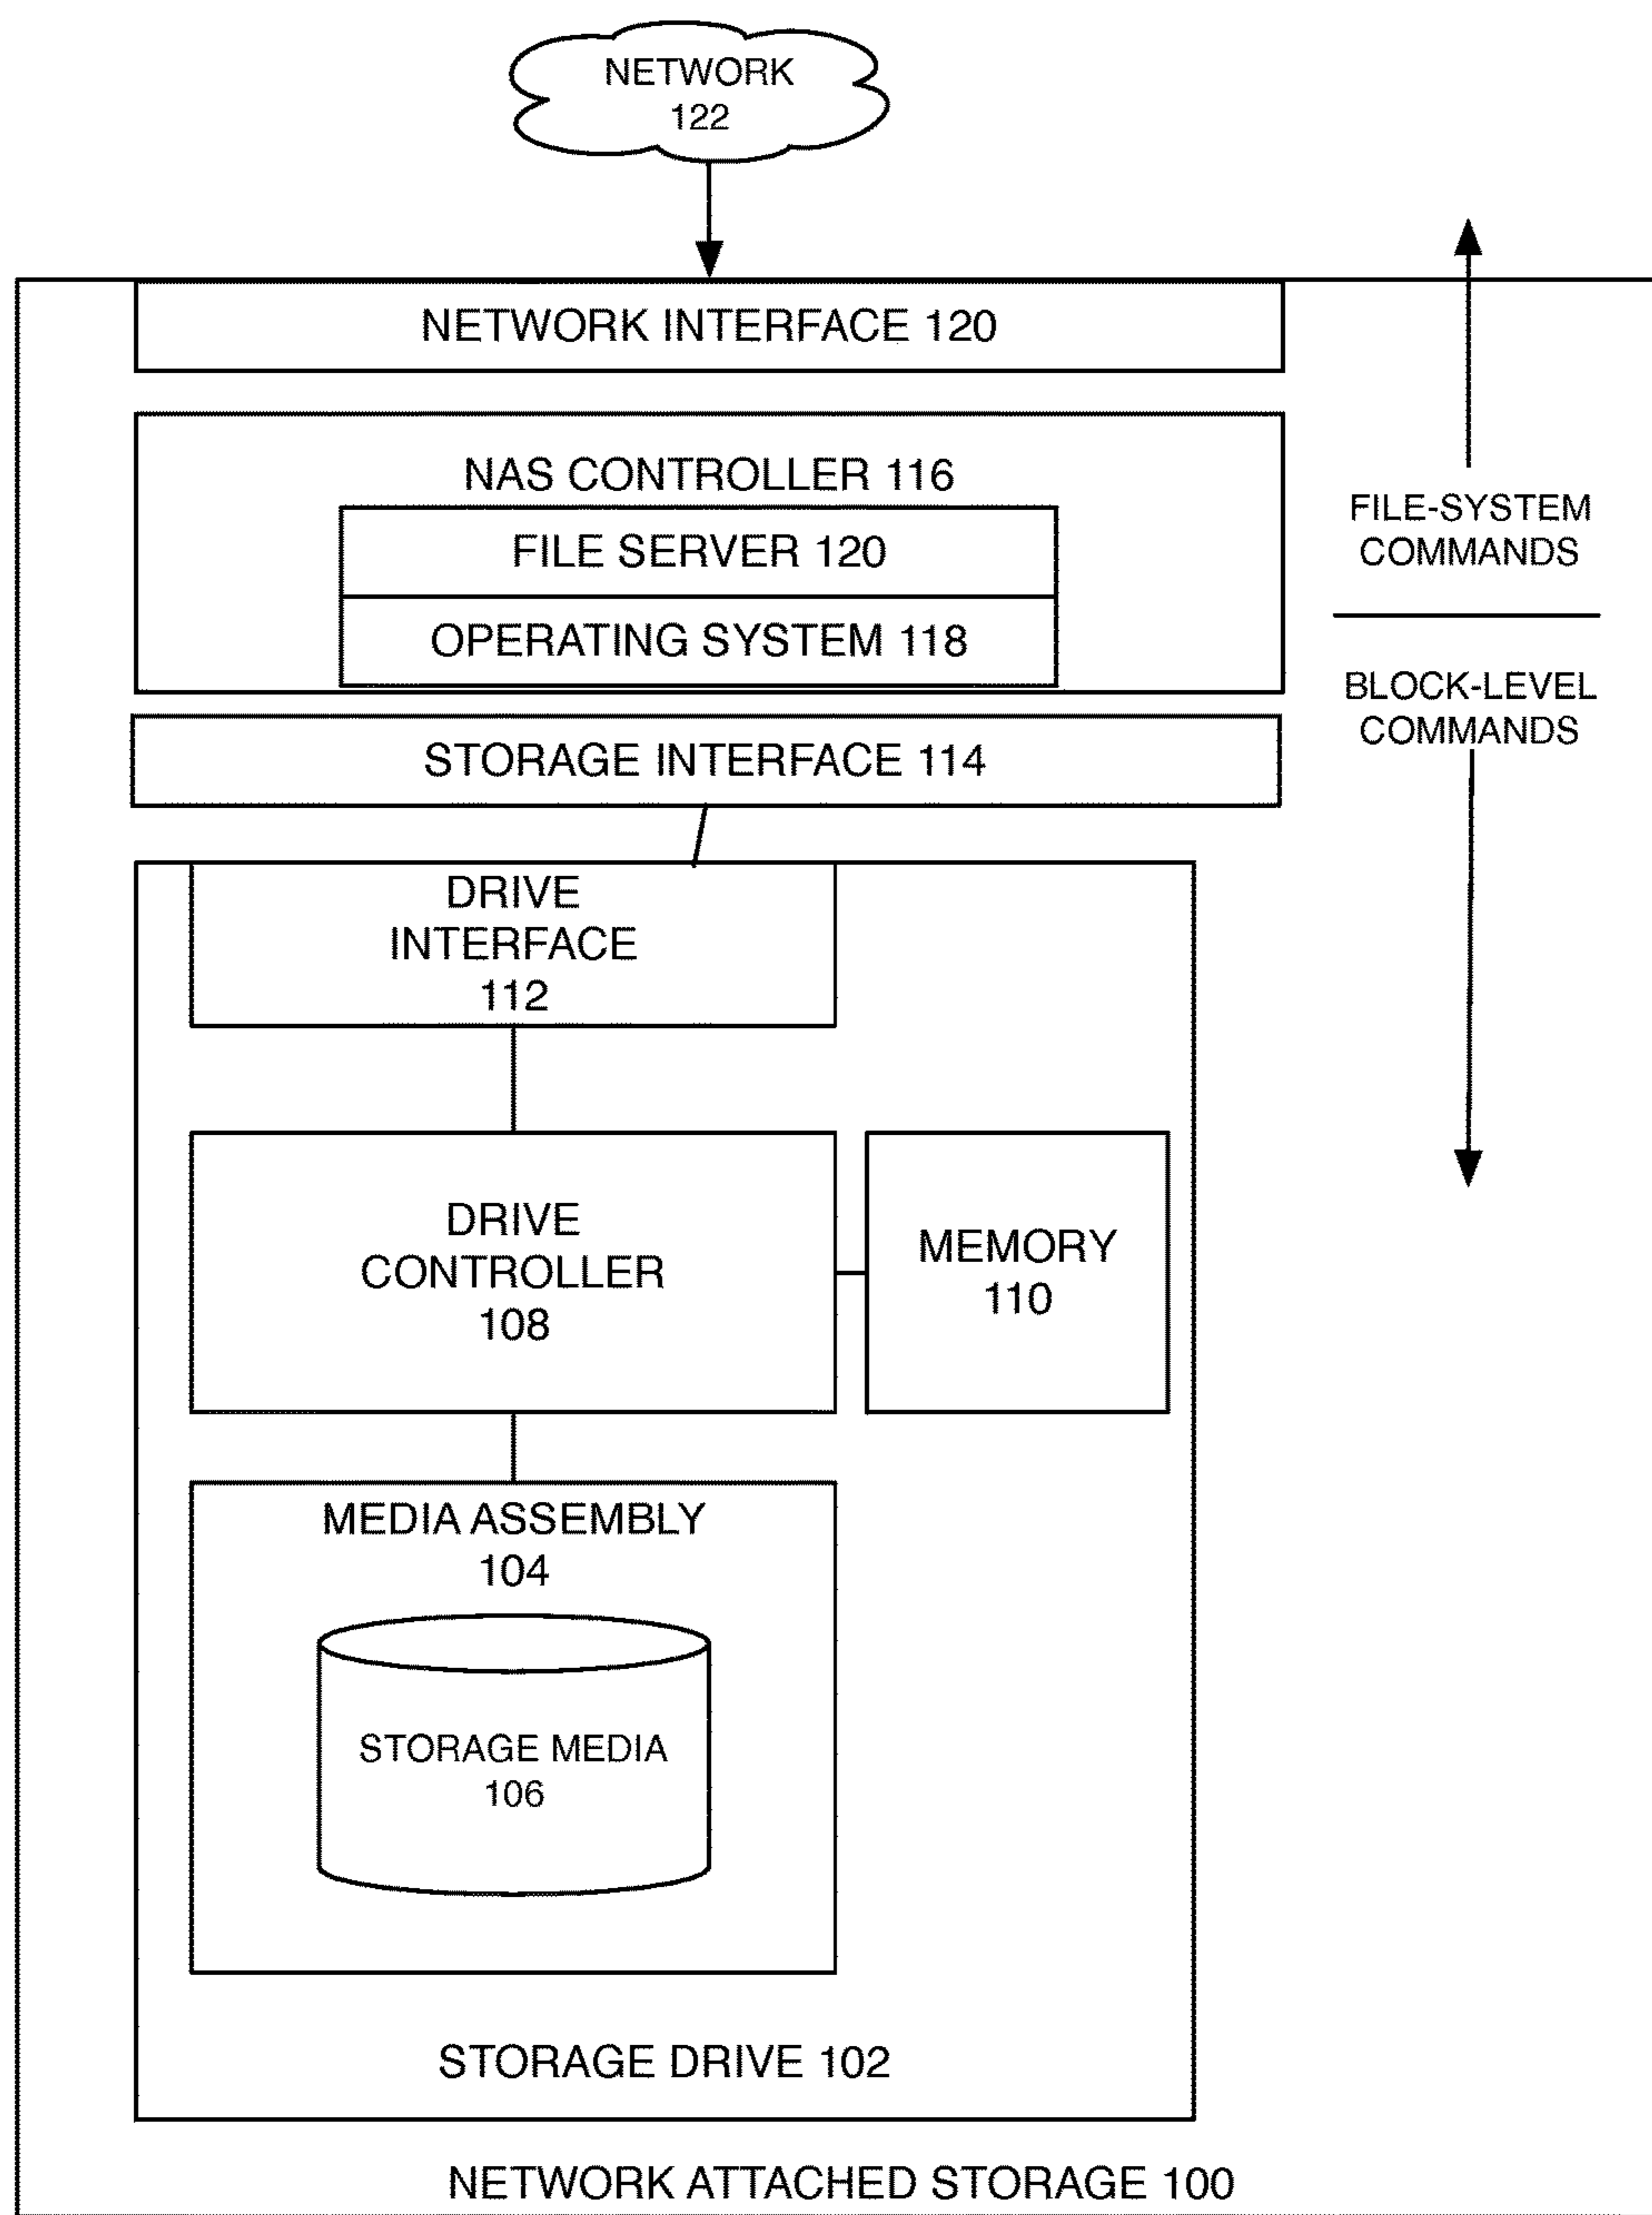 NETWORK
122
NETWORK INTERFACE 120
NAS CONTROLLER 116
FILE SERVER 120
OPERATING SYSTEM 118
FILE-SYSTEM
COMMANDS
BLOCK-LEVEL
COMMANDS
STORAGE INTERFACE 114
DRIVE
INTERFACE
112
DRIVE
CONTROLLER
108
MEMORY
110
MEDIA ASSEMBLY
104
STORAGE MEDIA
106
STORAGE DRIVE 102
NETWORK ATTACHED STORAGE 100